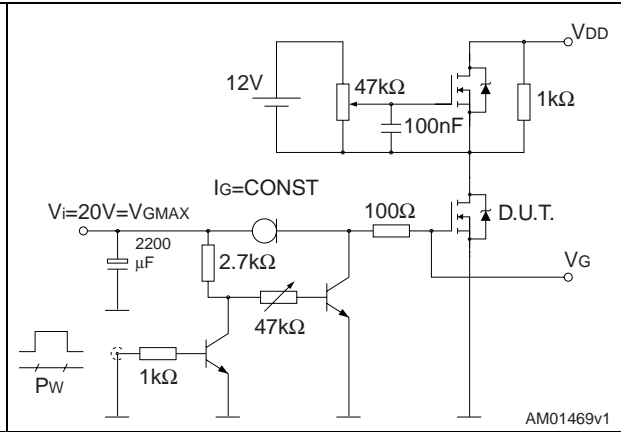 VDD
12V
47kΩ
1kΩ
100nF
IG=CONST
Vi=20V=VGMAX
100Ω
D.U.T.
2200
μF
2.7kΩ
VG
47kΩ
1kΩ
PW
AM01469v1